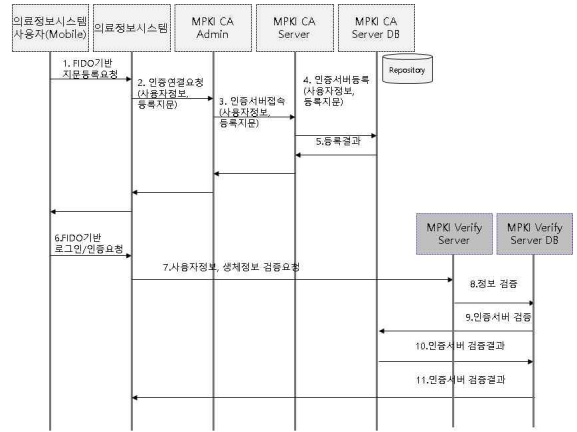 의료정보시스템
사용자(Mobile)
의료정보시스템
MPKI CA
Admin
MPKI CA
Server
MPKI CA
Server DB
Repository
1. FIDO기반
지문등록요청
2. 인증연결요청
(사용자정보,
등록지문)
3. 인증서버접속
(사용자정보,
등록지문)
4. 인증서버등록
(사용자정보,
등록지문)
5.등록결과
MPKI Verify
Server
MPKI Verify
Server DB
6.FIDO기반
로그인/인증요청
7.사용자정보, 생체정보 검증요청
8.정보 검증
9.인증서버 검증
10.인증서버 검증결과
11.인증서버 검증결과